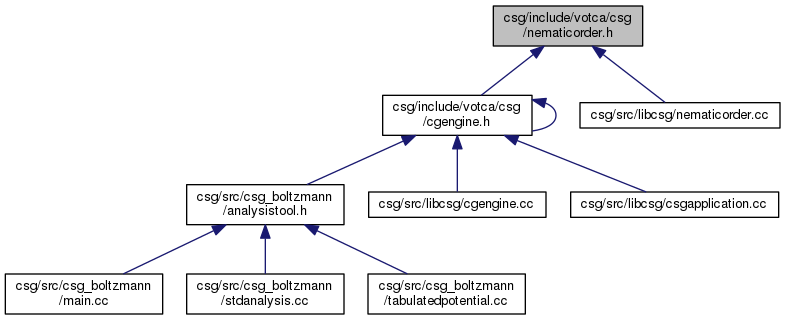 csg/include/votca/csg
/nematicorder.h
csg/include/votca/csg
/cgengine.h
csg/src/libcsg/nematicorder.cc
csg/src/csg_boltzmann
/analysistool.h
csg/src/libcsg/cgengine.cc
csg/src/libcsg/csgapplication.cc
csg/src/csg_boltzmann
/main.cc
csg/src/csg_boltzmann
/stdanalysis.cc
csg/src/csg_boltzmann
/tabulatedpotential.cc